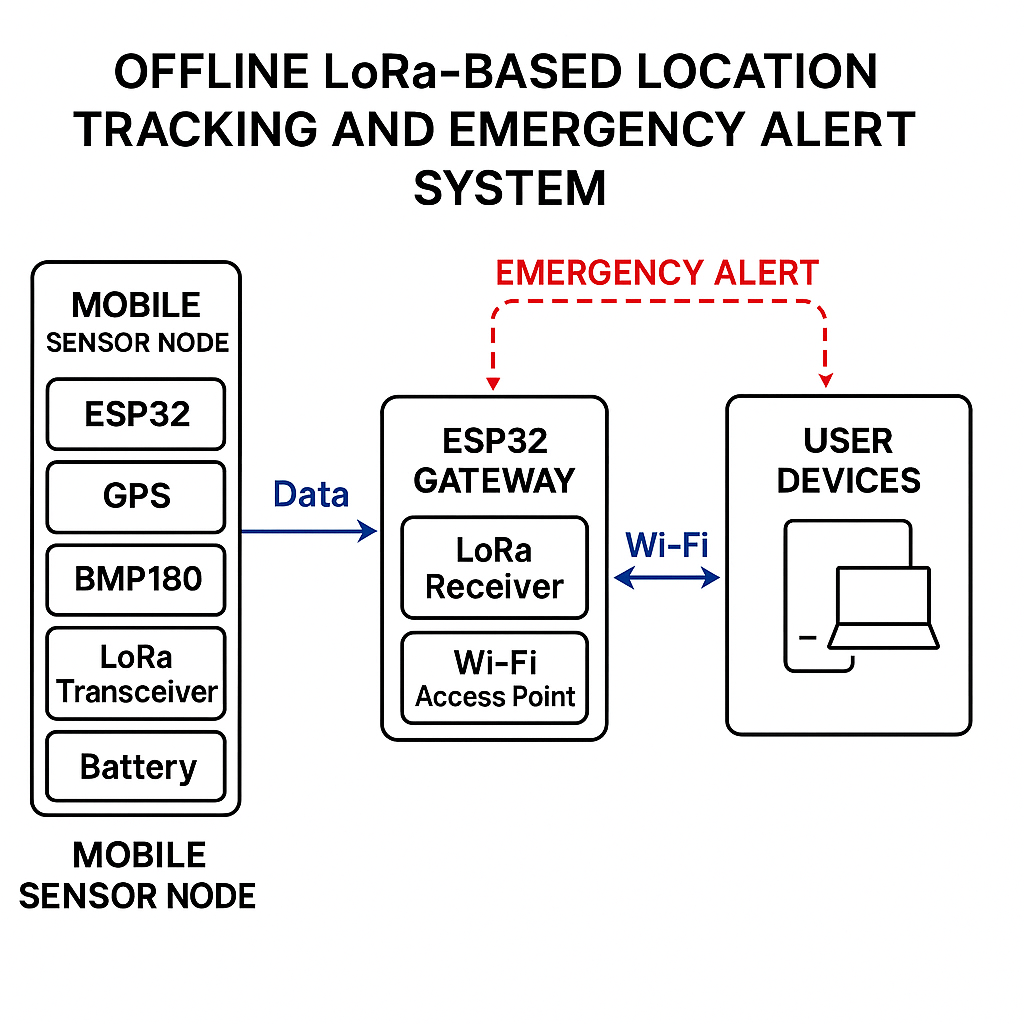 OFFLINE LoRa-BASED LOCATION
TRACKING AND EMERGENCY ALERT
SYSTEM
MOBILE
SENSOR NODE
ESP32
GPS
BMP180
LoRa
Transceiver
Battery
MOBILE
SENSOR NODE
Data
EMERGENCY ALERT
ESP32
GATEWAY
LoRa
Receiver
Wi-Fi
Access Point
Wi-Fi
USER
DEVICES